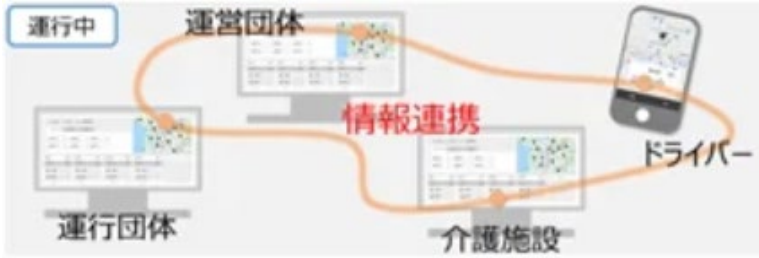 運行中
運営団体
情報連携
ドライバー
運行団体
介護施設